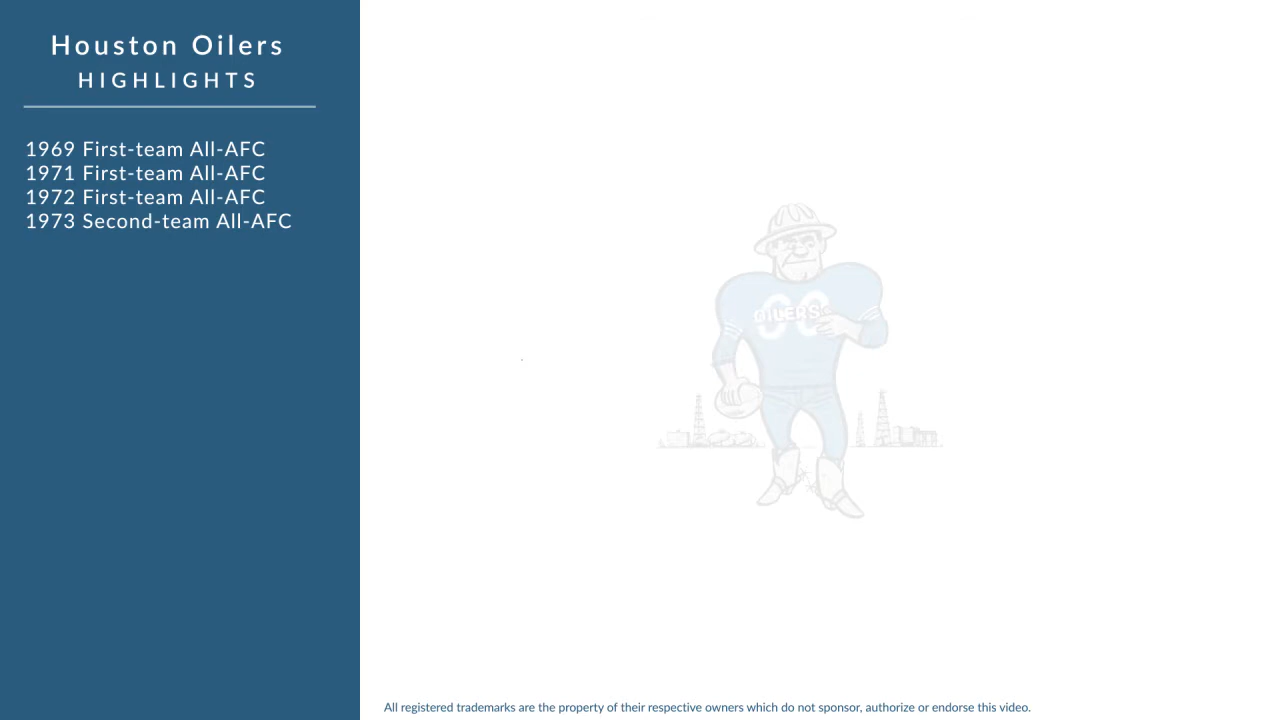 Houston Oilers
HIGHLIGHTS
1969 First-team All-AFC
1971 First-team All-AFC
1972 First-team All-AFC
1973 Second-team All-AFC
OILERS
All registered trademarks are the property of their respective owners which do not sponsor, authorize or endorse this video.